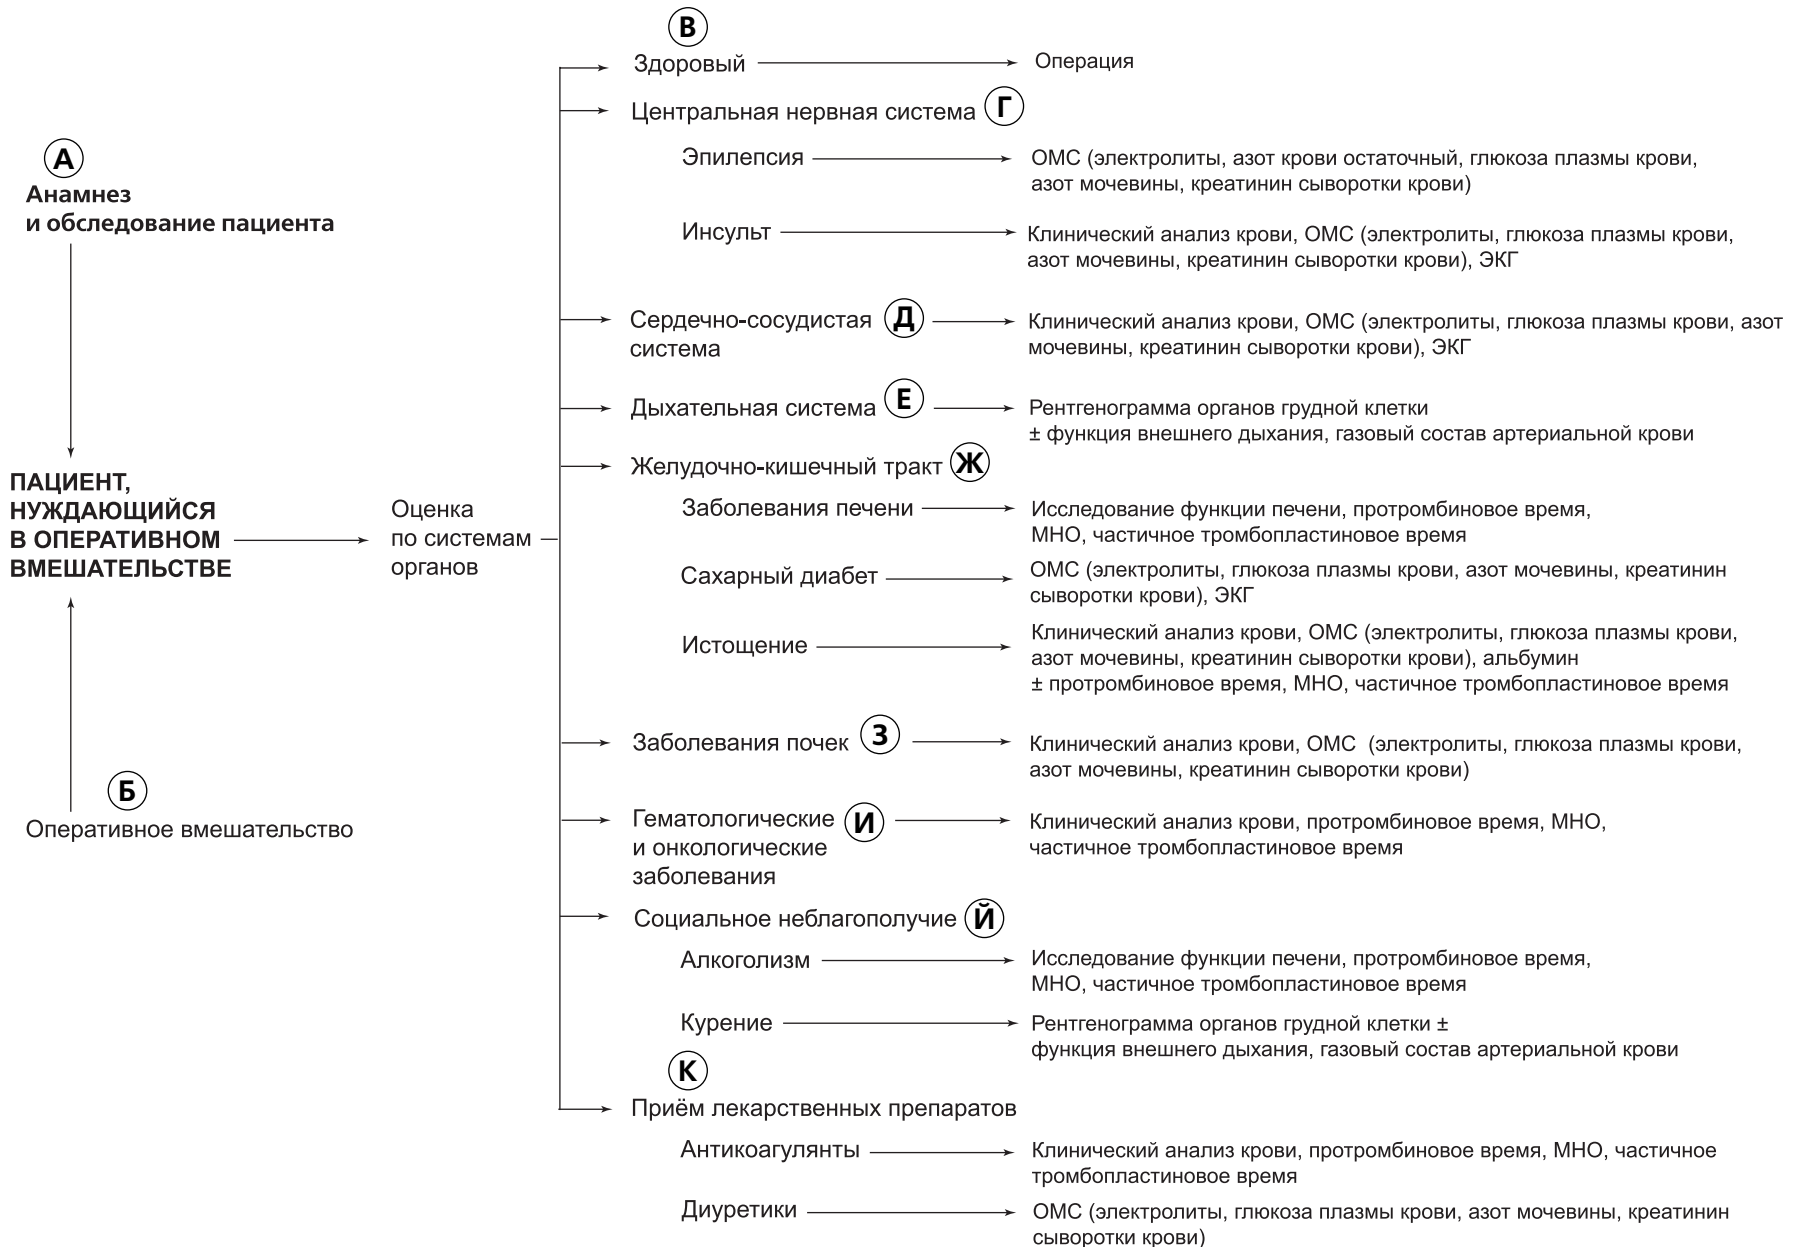 А
Анамнез
и обследование пациента
ПАЦИЕНТ,
НУЖДАЮЩИЙСЯ
В ОПЕРАТИВНОМ
ВМЕШАТЕЛЬСТВЕ
Б
Оперативное вмешательство
Оценка
по системам
органов
В
Здоровый
Операция
Центральная нервная система Г
Эпилепсия
ОМС (электролиты, азот крови остаточный, глюкоза плазмы крови,
азот мочевины, креатинин сыворотки крови)
Инсульт
Клинический анализ крови, ОМС (электролиты, глюкоза плазмы крови,
азот мочевины, креатинин сыворотки крови), ЭКГ
Сердечно-сосудистая Д
система
Клинический анализ крови, ОМС (электролиты, глюкоза плазмы крови, азот
мочевины, креатинин сыворотки крови), ЭКГ
Дыхательная система Е
Рентгенограмма органов грудной клетки
± функция внешнего дыхания, газовый состав артериальной крови
Желудочно-кишечный тракт Ж
Заболевания печени
Исследование функции печени, протромбиновое время,
МНО, частичное тромбопластиновое время
Сахарный диабет
ОМС (электролиты, глюкоза плазмы крови, азот мочевины, креатинин
сыворотки крови), ЭКГ
Истощение
Клинический анализ крови, ОМС (электролиты, глюкоза плазмы крови,
азот мочевины, креатинин сыворотки крови), альбумин
± протромбиновое время, МНО, частичное тромбопластиновое время
Заболевания почек З
Клинический анализ крови, ОМС (электролиты, глюкоза плазмы крови,
азот мочевины, креатинин сыворотки крови)
Гематологические И
и онкологические
заболевания
Клинический анализ крови, протромбиновое время, МНО,
частичное тромбопластиновое время
Социальное неблагополучие Й
Алкоголизм
Исследование функции печени, протромбиновое время,
МНО, частичное тромбопластиновое время
Курение
Рентгенограмма органов грудной клетки ±
функция внешнего дыхания, газовый состав артериальной крови
К
Приём лекарственных препаратов
Антикоагулянты
Клинический анализ крови, протромбиновое время, МНО, частичное
тромбопластиновое время
Диуретики
ОМС (электролиты, глюкоза плазмы крови, азот мочевины, креатинин
сыворотки крови)